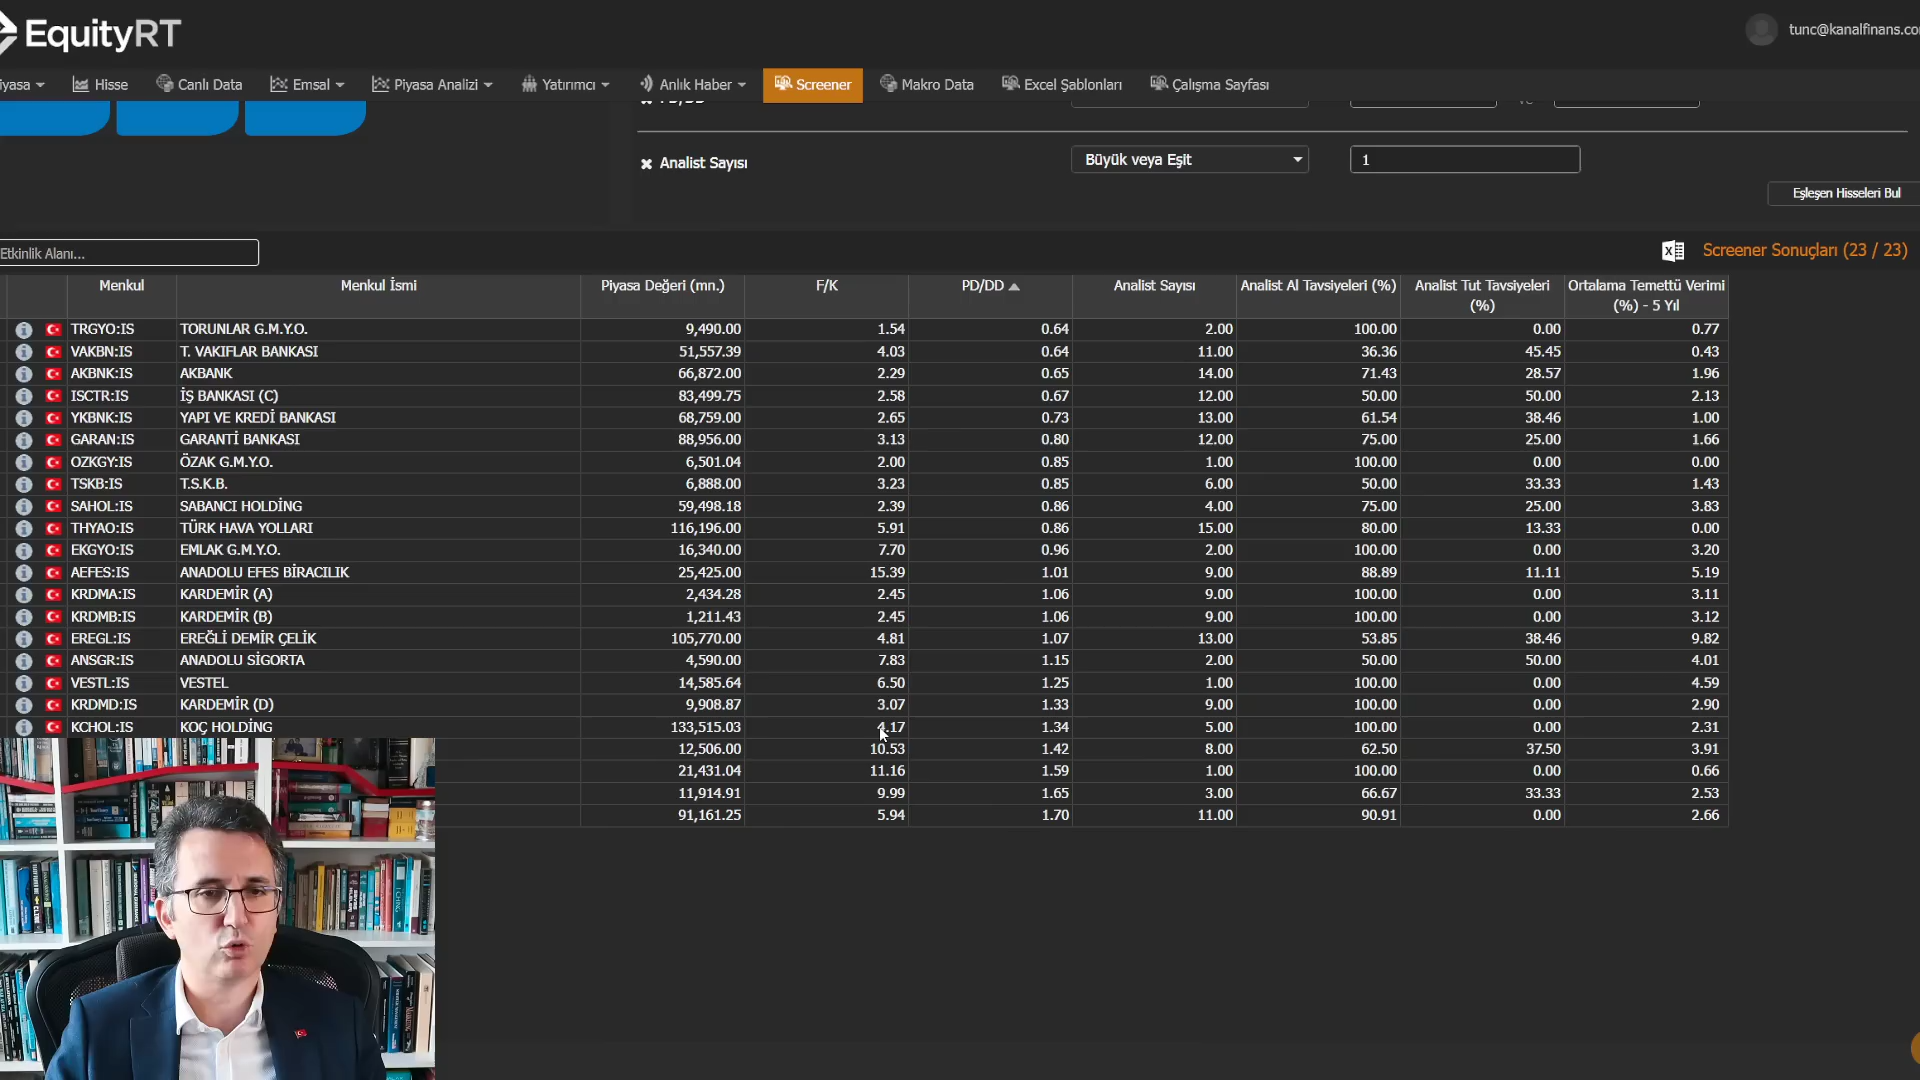 EquityRT
tunc@kanalfinans.co
iyasa
Hisse
Canlı Data
Emsal
Piyasa Analizi
Yatırımcı
Anlık Haber
Screener
Makro Data
Excel Şablonları
Çalışma Sayfası
Analist Sayısı
Büyük veya Eşit
1
Eşleşen Hisseleri Bul
Etkinlik Alanı...
Screener Sonuçları (23 / 23)
Menkul Menkul İsmi Piyasa Değeri (mn.) F/K PD/DD Analist Sayısı Analist Al Tavsiyeleri (%) Analist Tut Tavsiyeleri (%) Ortalama Temettü Verimi (%) - 5 Yıl
TRGYO:IS TORUNLAR G.M.Y.O. 9,490.00 1.54 0.64 2.00 100.00 0.00 0.77
VAKBN:IS T. VAKIFLAR BANKASI 51,557.39 4.03 0.64 11.00 36.36 45.45 0.43
AKBNK:IS AKBANK 66,872.00 2.29 0.65 14.00 71.43 28.57 1.96
ISCTR:IS İŞ BANKASI (C) 83,499.75 2.58 0.67 12.00 50.00 50.00 2.13
YKBNK:IS YAPI VE KREDİ BANKASI 68,759.00 2.65 0.73 13.00 61.54 38.46 1.00
GARAN:IS GARANTİ BANKASI 88,956.00 3.13 0.80 12.00 75.00 25.00 1.66
OZKGY:IS ÖZAK G.M.Y.O. 6,501.04 2.00 0.85 1.00 100.00 0.00 0.00
TSKB:IS T.S.K.B. 6,888.00 3.23 0.85 6.00 50.00 33.33 1.43
SAHOL:IS SABANCI HOLDİNG 59,498.18 2.39 0.86 4.00 75.00 25.00 3.83
THYAO:IS TÜRK HAVA YOLLARI 116,196.00 5.91 0.86 15.00 80.00 13.33 0.00
EKGYO:IS EMLAK G.M.Y.O. 16,340.00 7.70 0.96 2.00 100.00 0.00 3.20
AEFES:IS ANADOLU EFES BİRACILIK 25,425.00 15.39 1.01 9.00 88.89 11.11 5.19
KRDMA:IS KARDEMİR (A) 2,434.28 2.45 1.06 9.00 100.00 0.00 3.11
KRDMB:IS KARDEMİR (B) 1,211.43 2.45 1.06 9.00 100.00 0.00 3.12
EREGL:IS EREĞLİ DEMİR ÇELİK 105,770.00 4.81 1.07 13.00 53.85 38.46 9.82
ANSGR:IS ANADOLU SİGORTA 4,590.00 7.83 1.15 2.00 50.00 50.00 4.01
VESTL:IS VESTEL 14,585.64 6.50 1.25 1.00 100.00 0.00 4.59
KRDMD:IS KARDEMİR (D) 9,908.87 3.07 1.33 9.00 100.00 0.00 2.90
KCHOL:IS KOÇ HOLDİNG 133,515.03 4.17 1.34 5.00 100.00 0.00 2.31
12,506.00 10.53 1.42 8.00 62.50 37.50 3.91
21,431.04 11.16 1.59 1.00 100.00 0.00 0.66
11,914.91 9.99 1.65 3.00 66.67 33.33 2.53
91,161.25 5.94 1.70 11.00 90.91 0.00 2.66